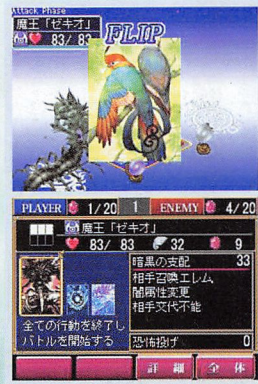 Attack Phase
魔王「ゼキオ」
83/ 83
FLIP
PLAYER 1/20 1 ENEMY 4/20
魔王「ゼキオ」
83/ 83 32 9
暗黒の支配 33
相手召喚エレム
闇属性変更
相手交代不能
全ての行動を終了し
バトルを開始する
恐怖投げ 0
詳細
全体